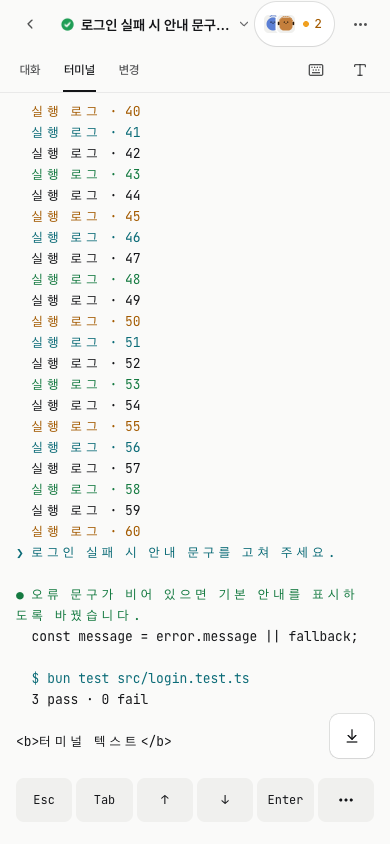 로그인 실패 시 안내 문구... 2
대화 터미널 변경
실행 로그 · 40
실행 로그 · 41
실행 로그 · 42
실행 로그 · 43
실행 로그 · 44
실행 로그 · 45
실행 로그 · 46
실행 로그 · 47
실행 로그 · 48
실행 로그 · 49
실행 로그 · 50
실행 로그 · 51
실행 로그 · 52
실행 로그 · 53
실행 로그 · 54
실행 로그 · 55
실행 로그 · 56
실행 로그 · 57
실행 로그 · 58
실행 로그 · 59
실행 로그 · 60
❯ 로그인 실패 시 안내 문구를 고쳐 주세요.
● 오류 문구가 비어 있으면 기본 안내를 표시하
도록 바꿨습니다.
const message = error.message || fallback;
$ bun test src/login.test.ts
3 pass · 0 fail
<b>터미널 텍스트</b>
Esc Tab ↑ ↓ Enter •••